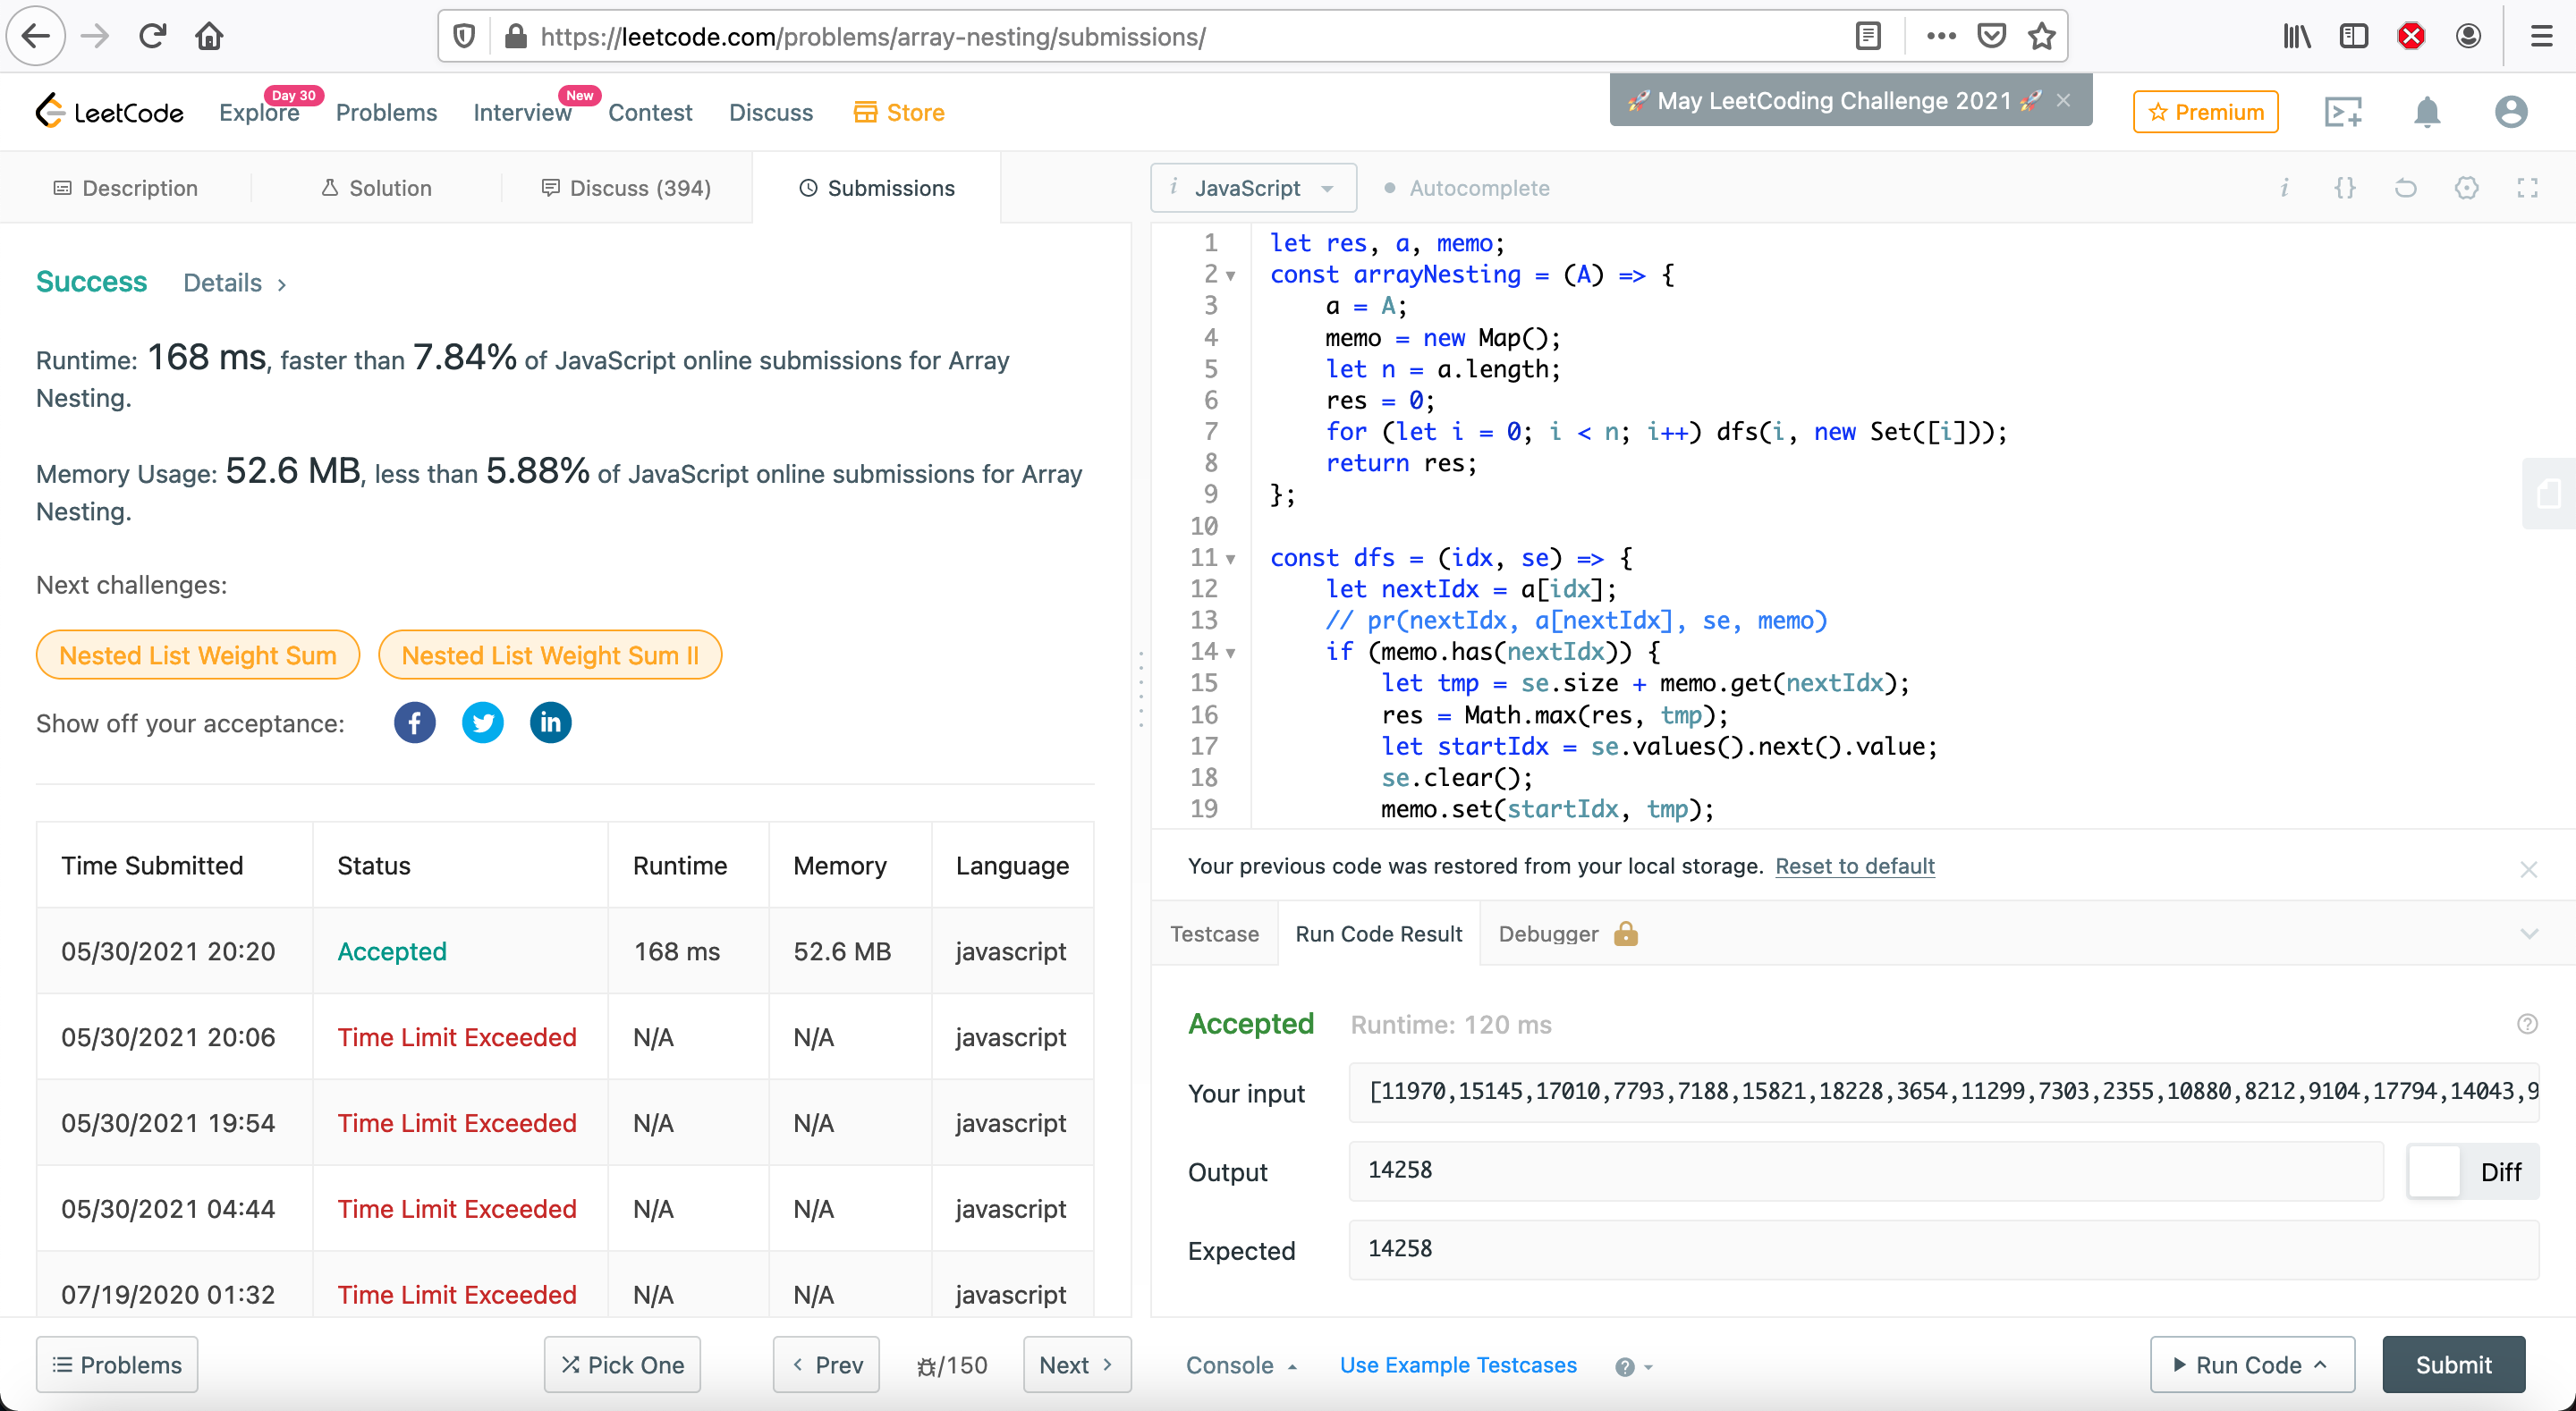 https://leetcode.com/problems/array-nesting/submissions/
LeetCode
Explore
Day 30
Problems
Interview
New
Contest
Discuss
Store
🚀 May LeetCoding Challenge 2021 🚀
Premium
Description
Solution
Discuss (394)
Submissions
Success
Details
Runtime: 168 ms, faster than 7.84% of JavaScript online submissions for Array
Nesting.
Memory Usage: 52.6 MB, less than 5.88% of JavaScript online submissions for Array
Nesting.
Next challenges:
Nested List Weight Sum
Nested List Weight Sum II
Show off your acceptance:
Time Submitted Status Runtime Memory Language
05/30/2021 20:20 Accepted 168 ms 52.6 MB javascript
05/30/2021 20:06 Time Limit Exceeded N/A N/A javascript
05/30/2021 19:54 Time Limit Exceeded N/A N/A javascript
05/30/2021 04:44 Time Limit Exceeded N/A N/A javascript
07/19/2020 01:32 Time Limit Exceeded N/A N/A javascript
Problems
Pick One
Prev
/150
Next
i JavaScript
Autocomplete
1 let res, a, memo;
2 const arrayNesting = (A) => {
3     a = A;
4     memo = new Map();
5     let n = a.length;
6     res = 0;
7     for (let i = 0; i < n; i++) dfs(i, new Set([i]));
8     return res;
9 };
10
11 const dfs = (idx, se) => {
12     let nextIdx = a[idx];
13     // pr(nextIdx, a[nextIdx], se, memo)
14     if (memo.has(nextIdx)) {
15         let tmp = se.size + memo.get(nextIdx);
16         res = Math.max(res, tmp);
17         let startIdx = se.values().next().value;
18         se.clear();
19         memo.set(startIdx, tmp);
Your previous code was restored from your local storage. Reset to default
Testcase
Run Code Result
Debugger
Accepted Runtime: 120 ms
Your input
[11970,15145,17010,7793,7188,15821,18228,3654,11299,7303,2355,10880,8212,9104,17794,14043,9
Output
14258
Diff
Expected
14258
Console
Use Example Testcases
Run Code
Submit